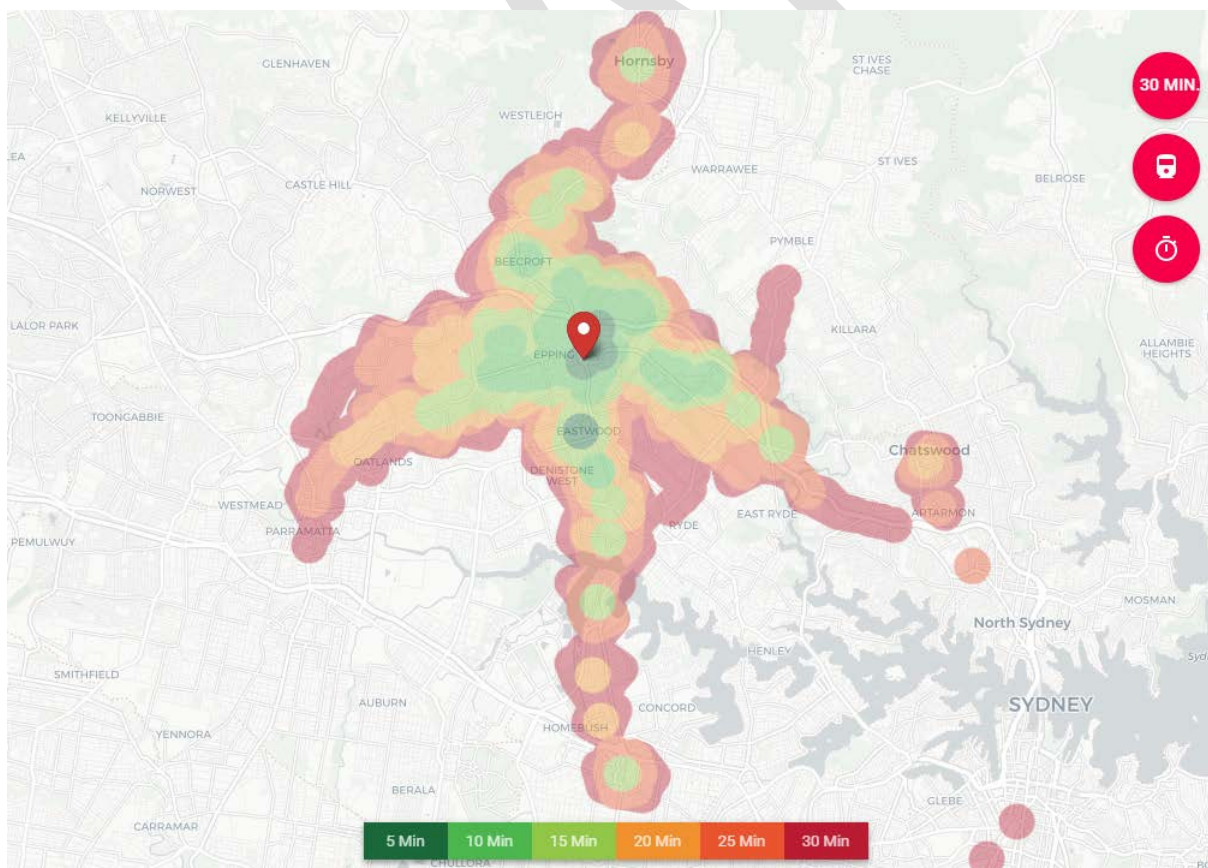 Hornsby
GLENHAVEN
ST IVES
CHASE
30 MIN.
KELLYVILLE
WESTLEIGH
LEA
WARRAWEE
ST IVES
NORWEST
CASTLE HILL
BELROSE
PYMBLE
BEECROFT
LALOR PARK
KILLARA
ALLAMBIE
HEIGHTS
EPPING
TOONGABBIE
EASTWOOD
Chatswood
OATLANDS
DENISTONE
WEST
WESTMEAD
EAST RYDE
ARTARMON
RYDE
PARRAMATTA
PEMULWUY
MOSMAN
North Sydney
HENLEY
SMITHFIELD
AUBURN
CONCORD
SYDNEY
YENNORA
HOMEBUSH
BERALA
GLEBE
CARRAMAR
5 Min 10 Min 15 Min 20 Min 25 Min 30 Min
CHULLORA